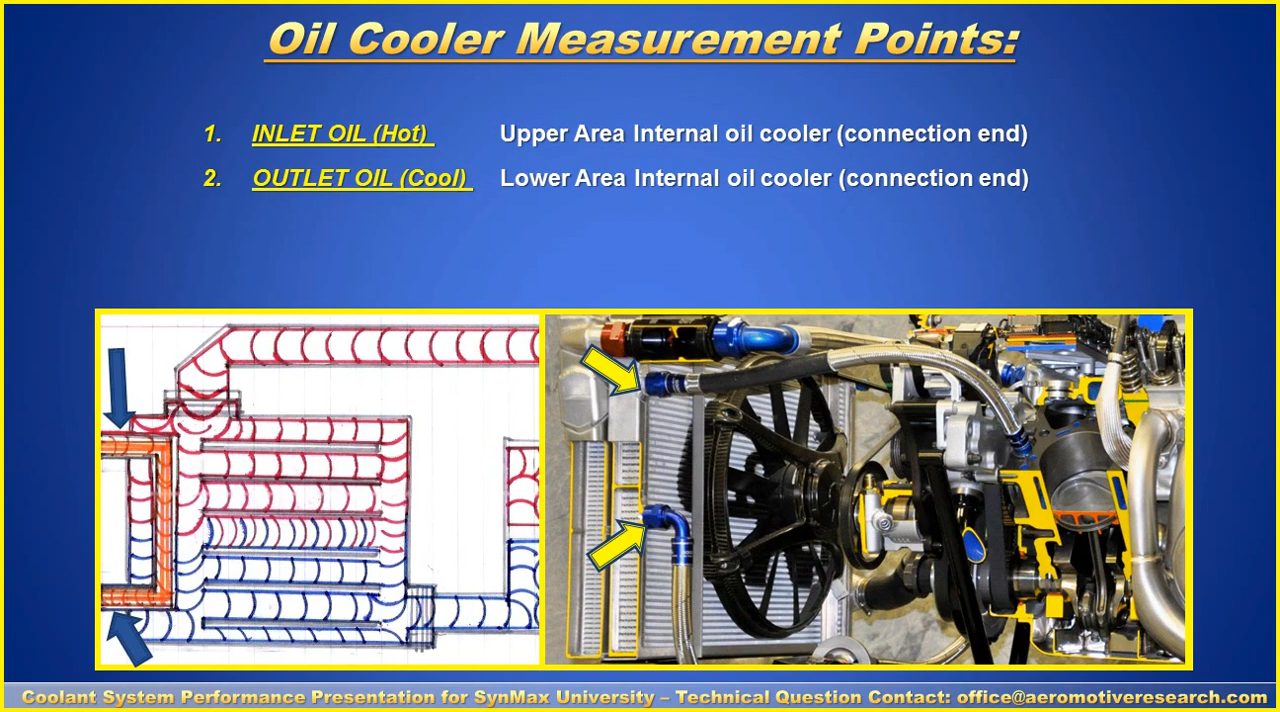 Oil Cooler Measurement Points:
1. INLET OIL (Hot) Upper Area Internal oil cooler (connection end)
2. OUTLET OIL (Cool) Lower Area Internal oil cooler (connection end)
Coolant System Performance Presentation for SynMax University – Technical Question Contact: office@aeromotiveresearch.com